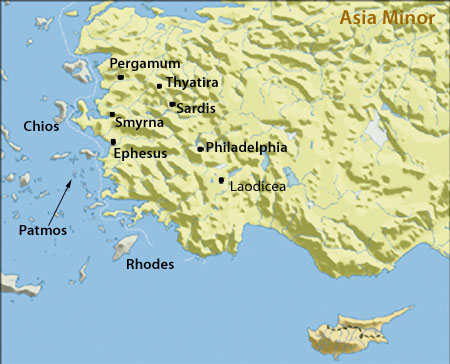 Asia Minor
Pergamum
Thyatira
Sardis
Chios
Smyrna
Ephesus
Philadelphia
Laodicea
Patmos
Rhodes